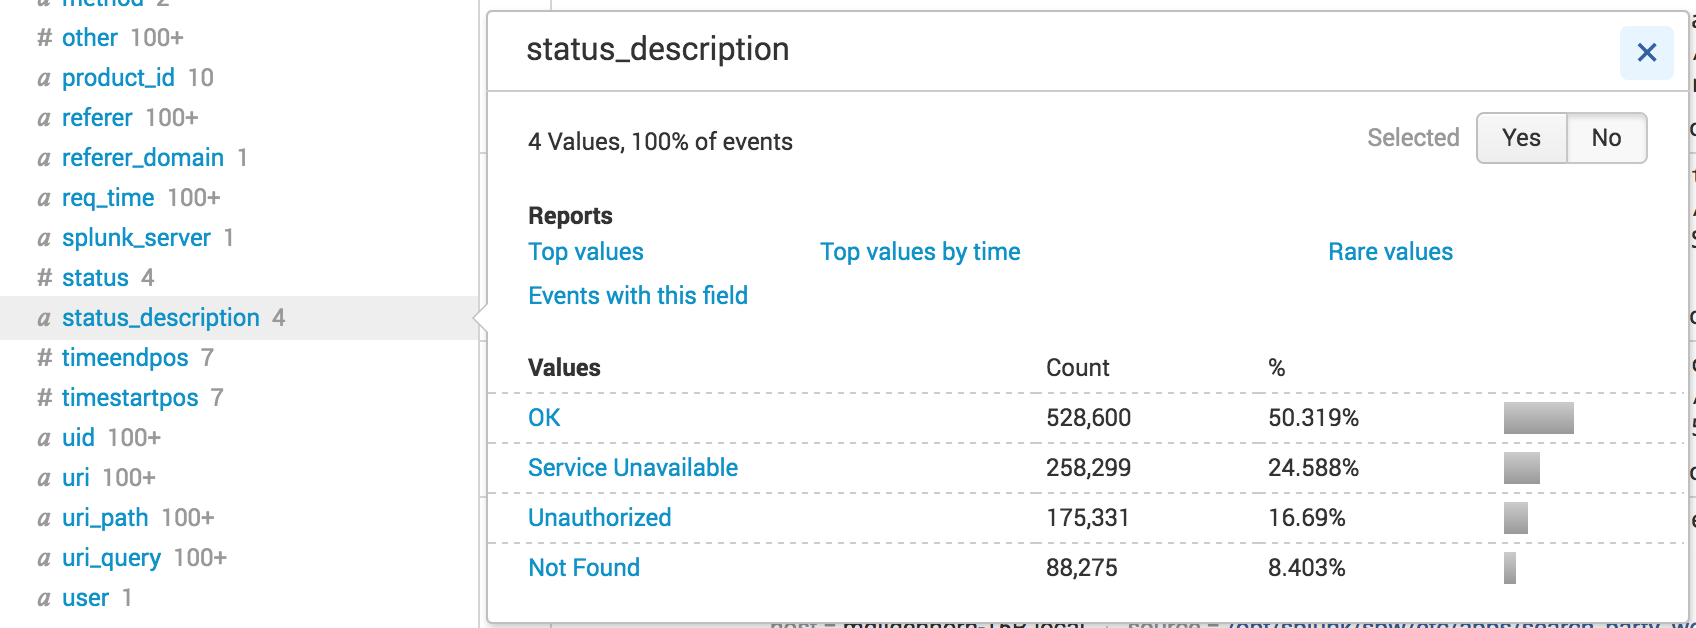 a method 2
# other 100+
a product_id 10
a referer 100+
a referer_domain 1
a req_time 100+
a splunk_server 1
# status 4
a status_description 4
# timeendpos 7
# timestartpos 7
a uid 100+
a uri 100+
a uri_path 100+
a uri_query 100+
a user 1
status_description
4 Values, 100% of events
Selected Yes No
Reports
Top values Top values by time Rare values
Events with this field
Values Count %
OK 528,600 50.319%
Service Unavailable 258,299 24.588%
Unauthorized 175,331 16.69%
Not Found 88,275 8.403%